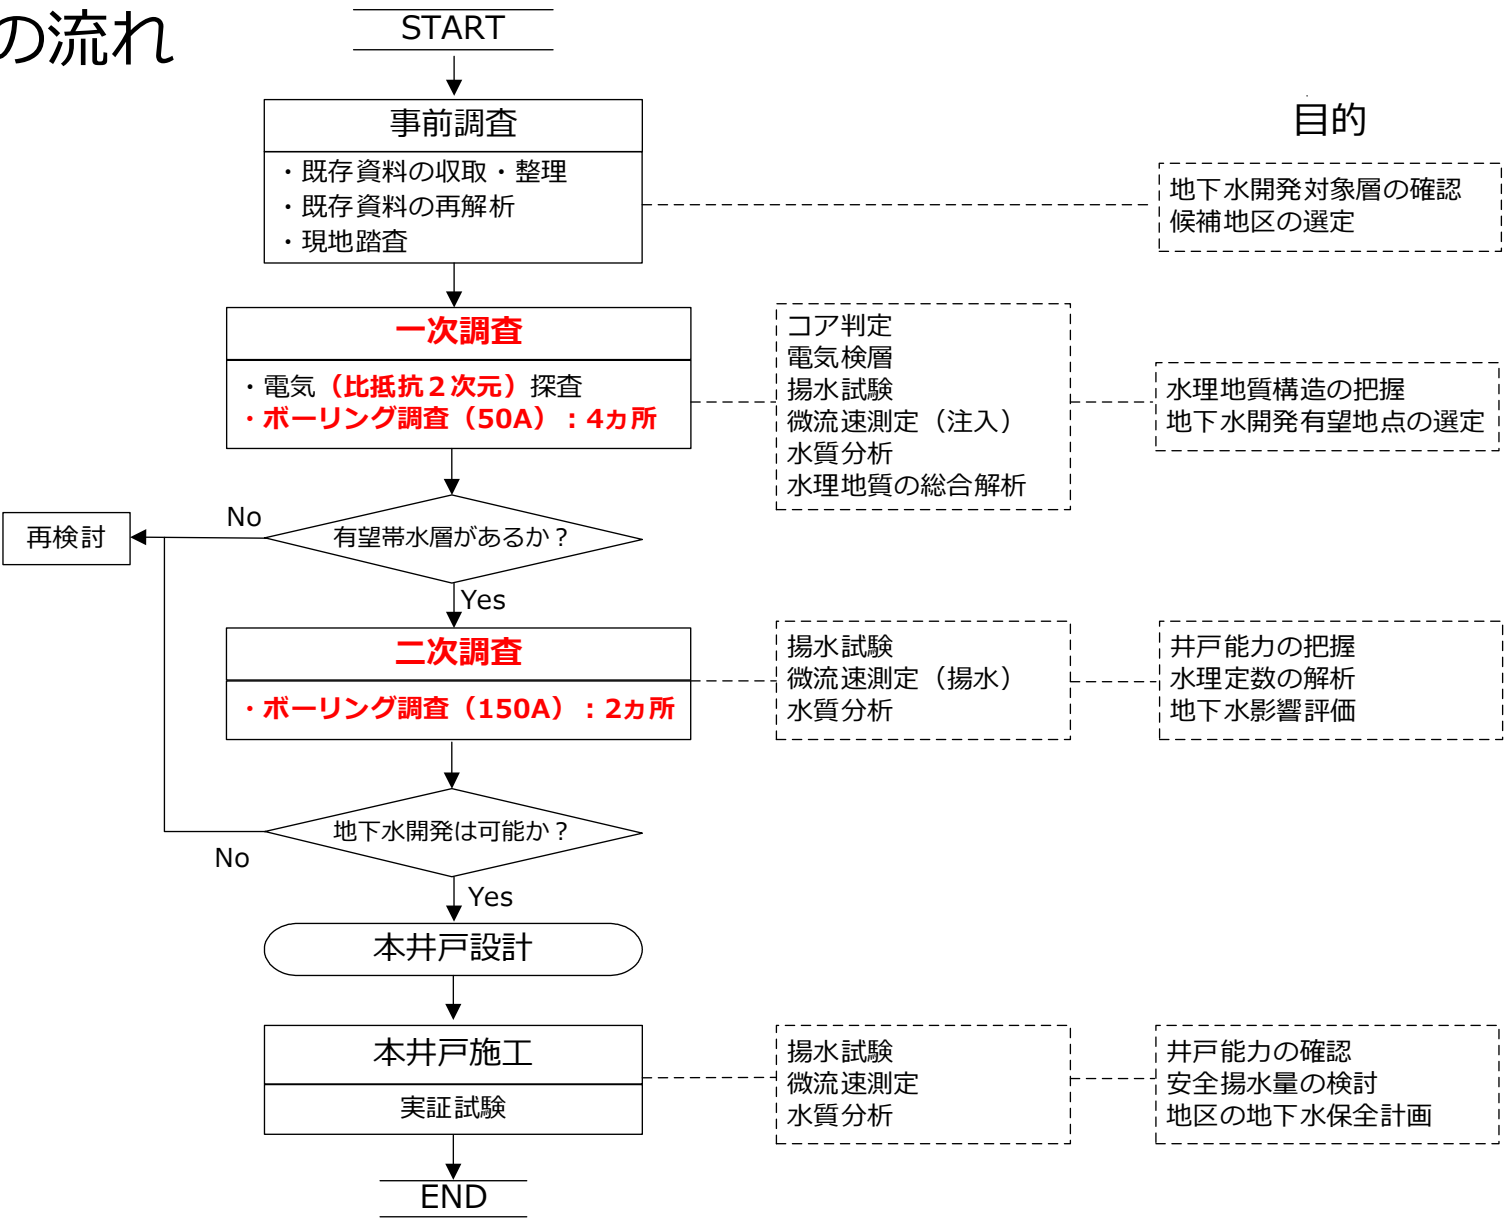 の流れ
START
事前調査
・既存資料の収取・整理
・既存資料の再解析
・現地踏査
目的
地下水開発対象層の確認
候補地区の選定
一次調査
・電気（比抵抗２次元）探査
・ボーリング調査（50A）：4ヵ所
コア判定
電気検層
揚水試験
微流速測定（注入）
水質分析
水理地質の総合解析
水理地質構造の把握
地下水開発有望地点の選定
有望帯水層があるか？
No
再検討
Yes
二次調査
・ボーリング調査（150A）：2ヵ所
揚水試験
微流速測定（揚水）
水質分析
井戸能力の把握
水理定数の解析
地下水影響評価
地下水開発は可能か？
No
Yes
本井戸設計
本井戸施工
実証試験
揚水試験
微流速測定
水質分析
井戸能力の確認
安全揚水量の検討
地区の地下水保全計画
END